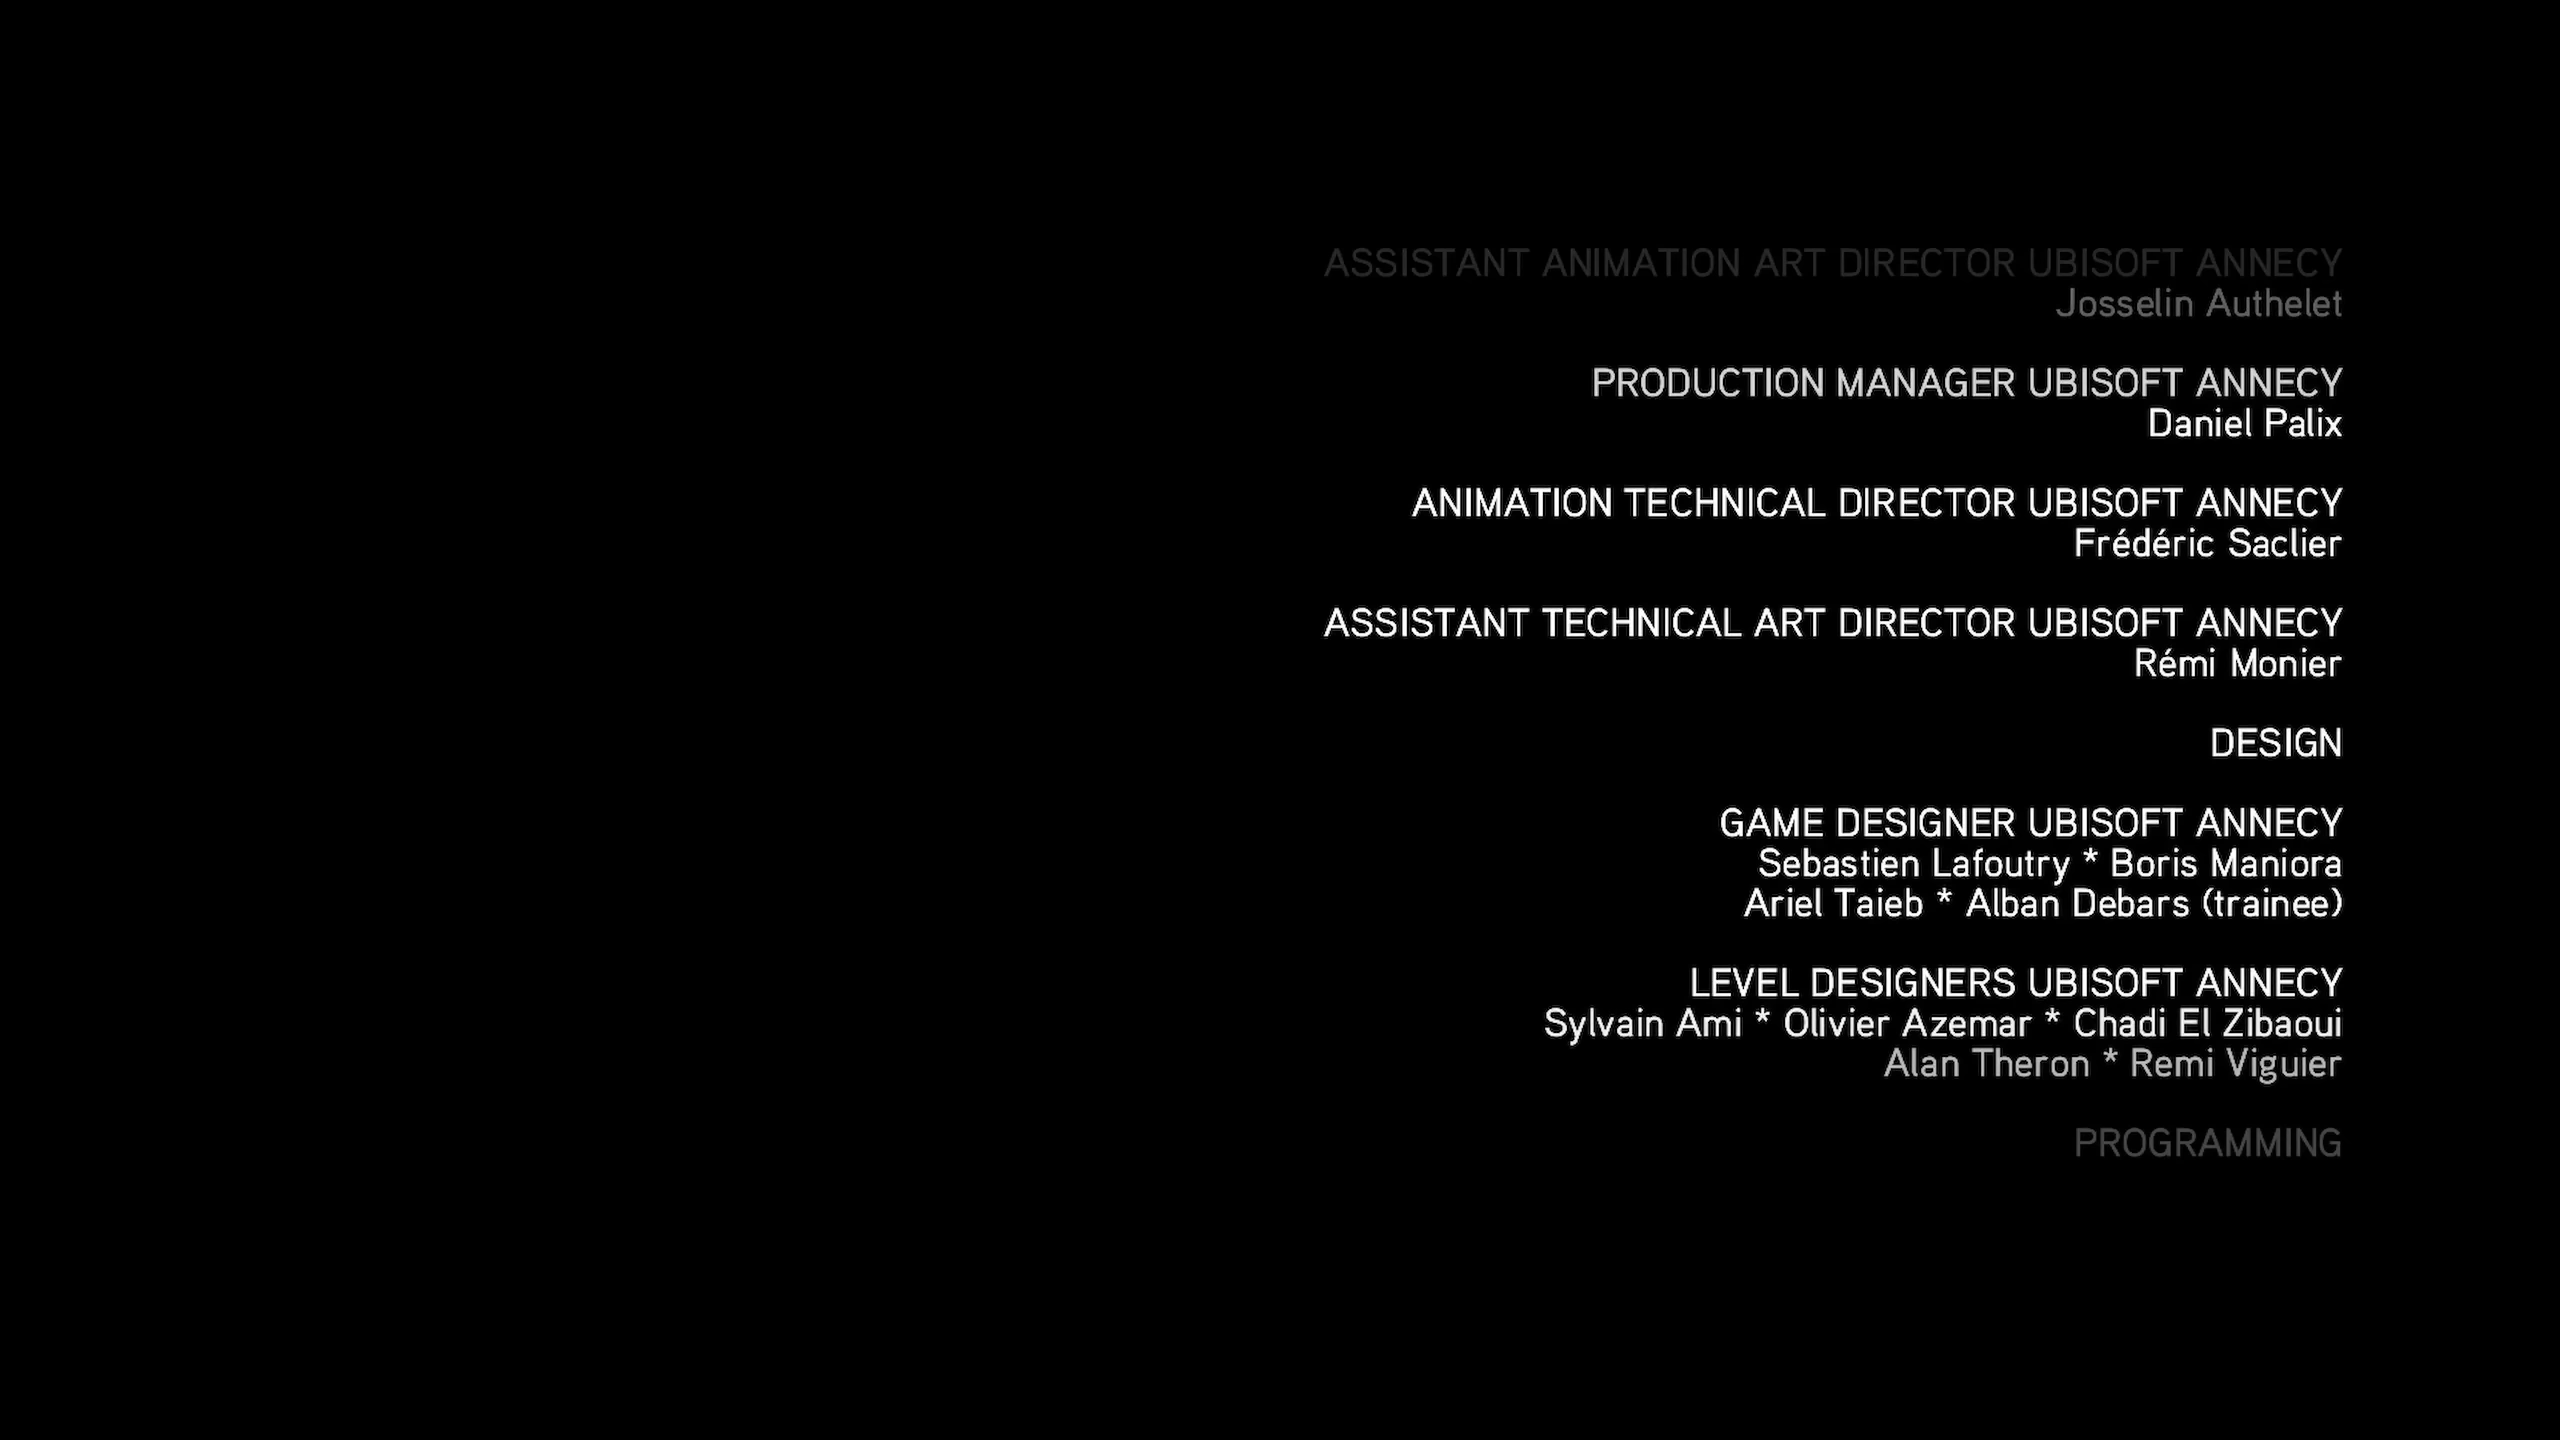 ASSISTANT ANIMATION ART DIRECTOR UBISOFT ANNECY
Josselin Authelet
PRODUCTION MANAGER UBISOFT ANNECY
Daniel Palix
ANIMATION TECHNICAL DIRECTOR UBISOFT ANNECY
Frédéric Saclier
ASSISTANT TECHNICAL ART DIRECTOR UBISOFT ANNECY
Rémi Monier
DESIGN
GAME DESIGNER UBISOFT ANNECY
Sebastien Lafoutry * Boris Maniora
Ariel Taieb * Alban Debars (trainee)
LEVEL DESIGNERS UBISOFT ANNECY
Sylvain Ami * Olivier Azemar * Chadi El Zibaoui
Alan Theron * Remi Viguier
PROGRAMMING